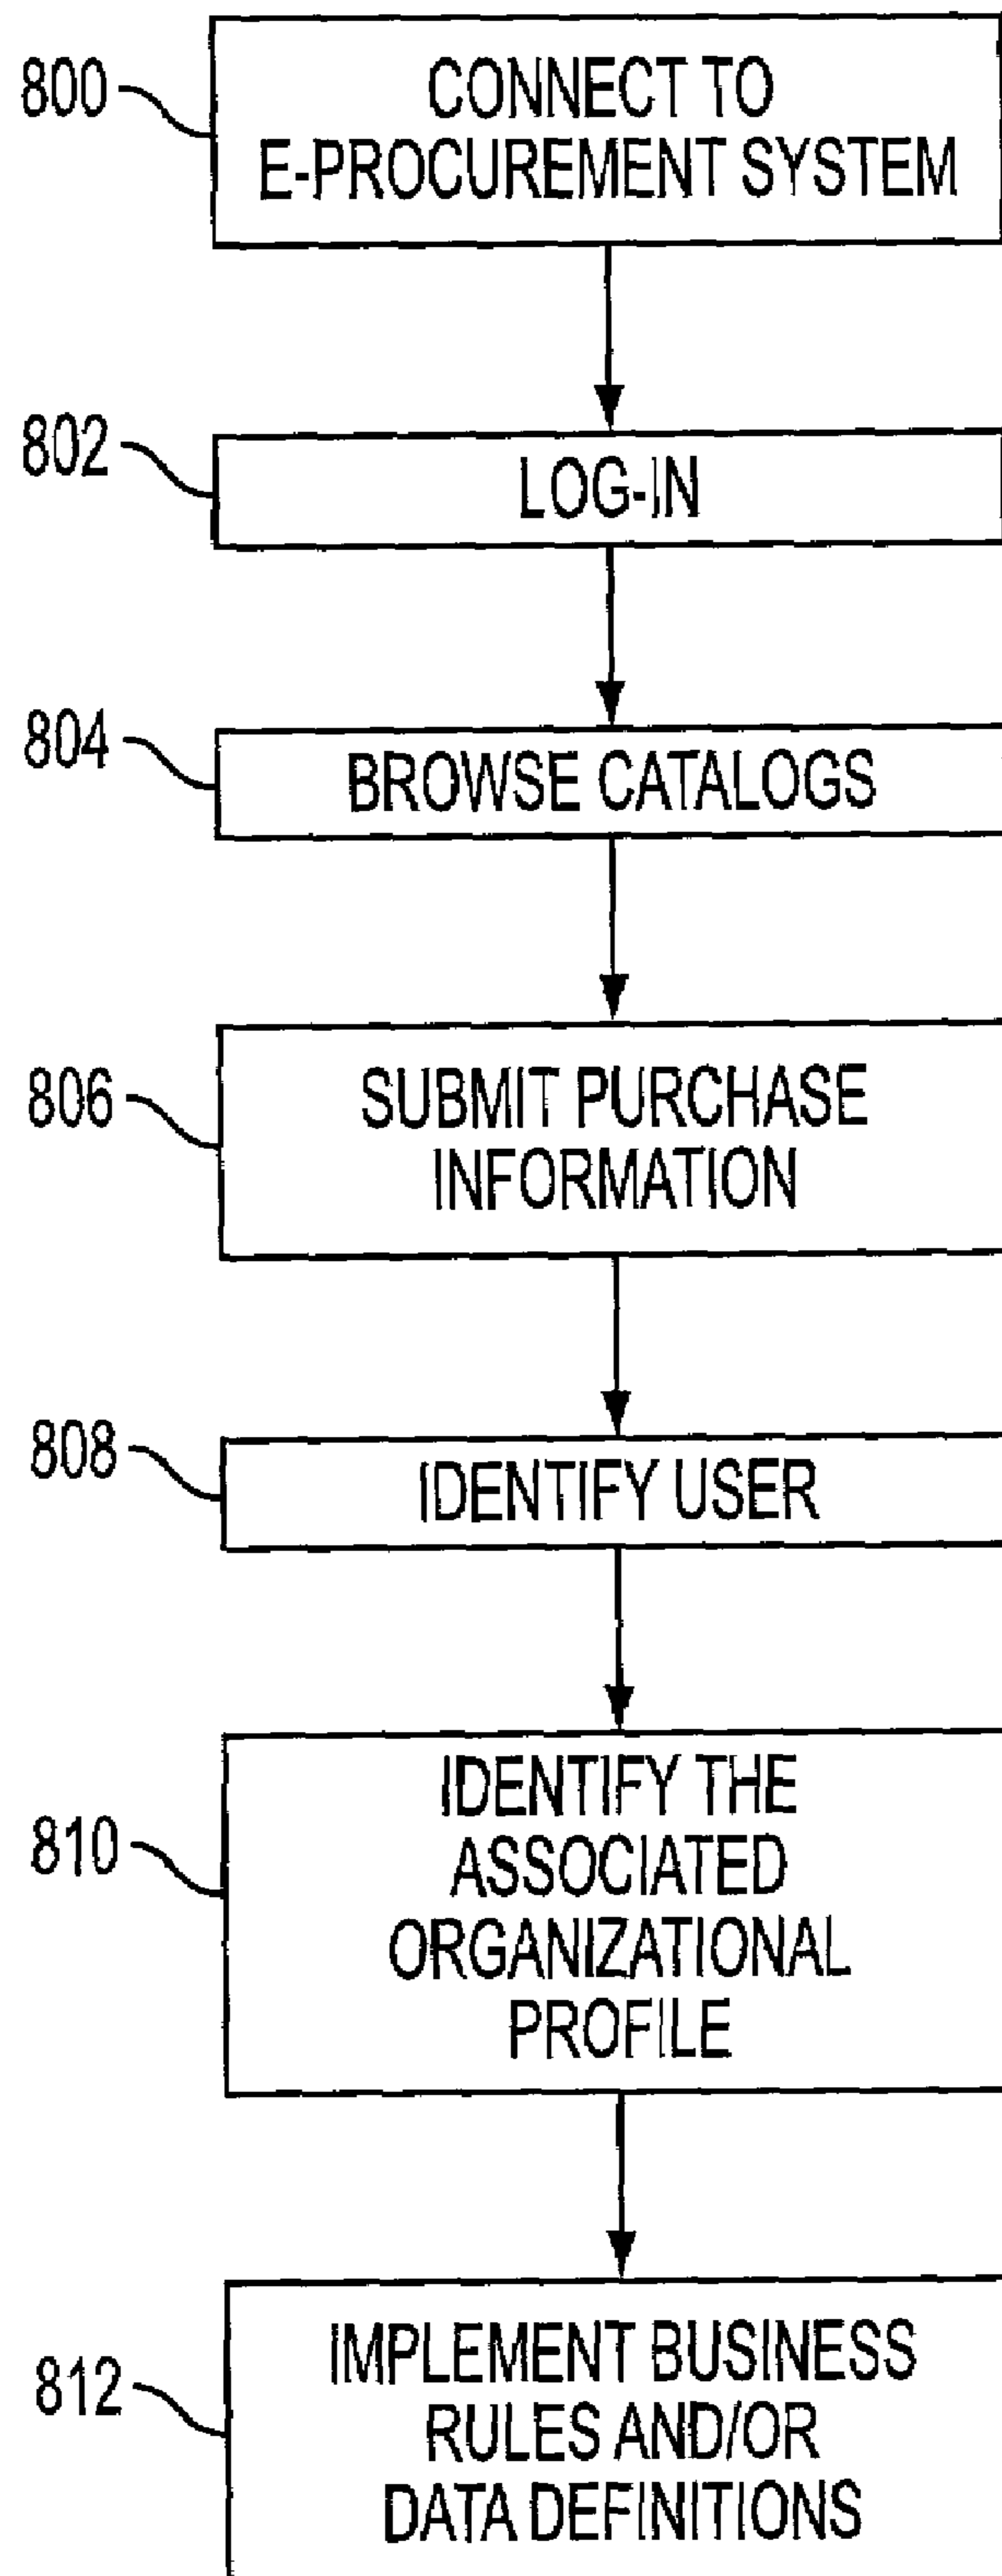 800
CONNECT TO
E-PROCUREMENT SYSTEM
802
LOG-IN
804
BROWSE CATALOGS
806
SUBMIT PURCHASE
INFORMATION
808
IDENTIFY USER
810
IDENTIFY THE
ASSOCIATED
ORGANIZATIONAL
PROFILE
812
IMPLEMENT BUSINESS
RULES AND/OR
DATA DEFINITIONS